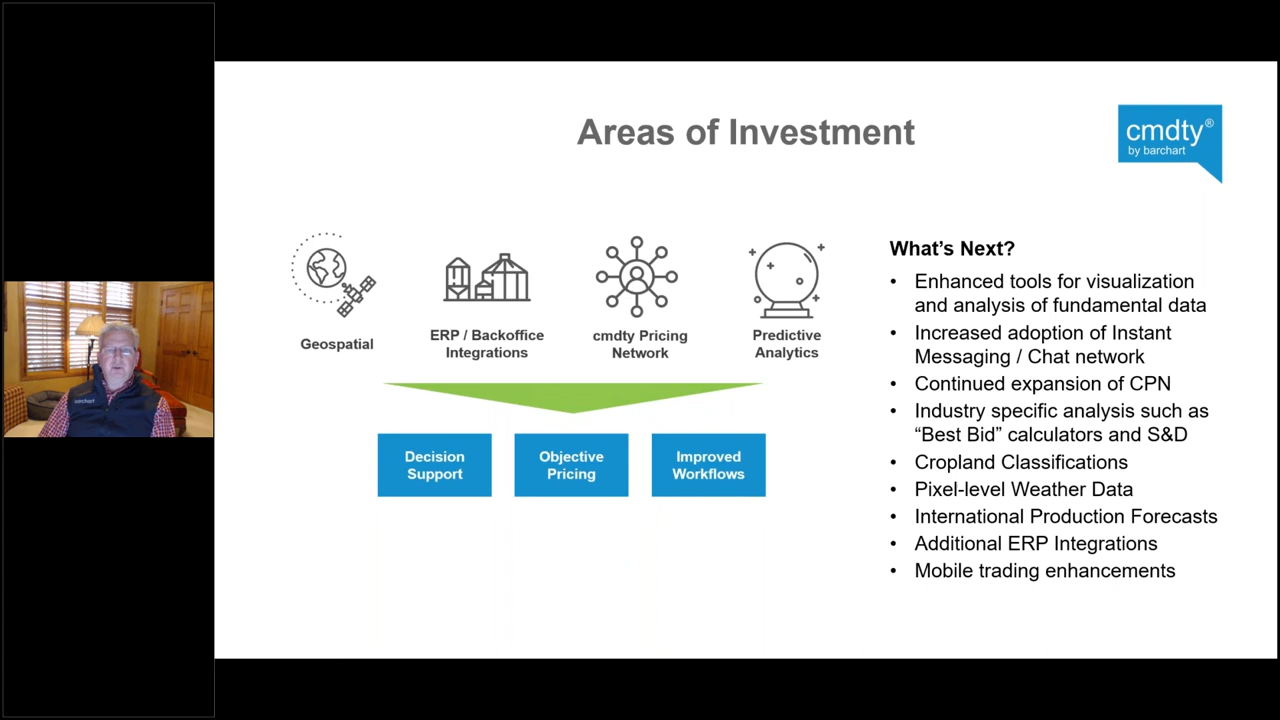 Areas of Investment
cmdty®
by barchart
Geospatial
ERP / Backoffice
Integrations
cmdty Pricing
Network
Predictive
Analytics
Decision
Support
Objective
Pricing
Improved
Workflows
What’s Next?
• Enhanced tools for visualization
and analysis of fundamental data
• Increased adoption of Instant
Messaging / Chat network
• Continued expansion of CPN
• Industry specific analysis such as
“Best Bid” calculators and S&D
• Cropland Classifications
• Pixel-level Weather Data
• International Production Forecasts
• Additional ERP Integrations
• Mobile trading enhancements
barchart